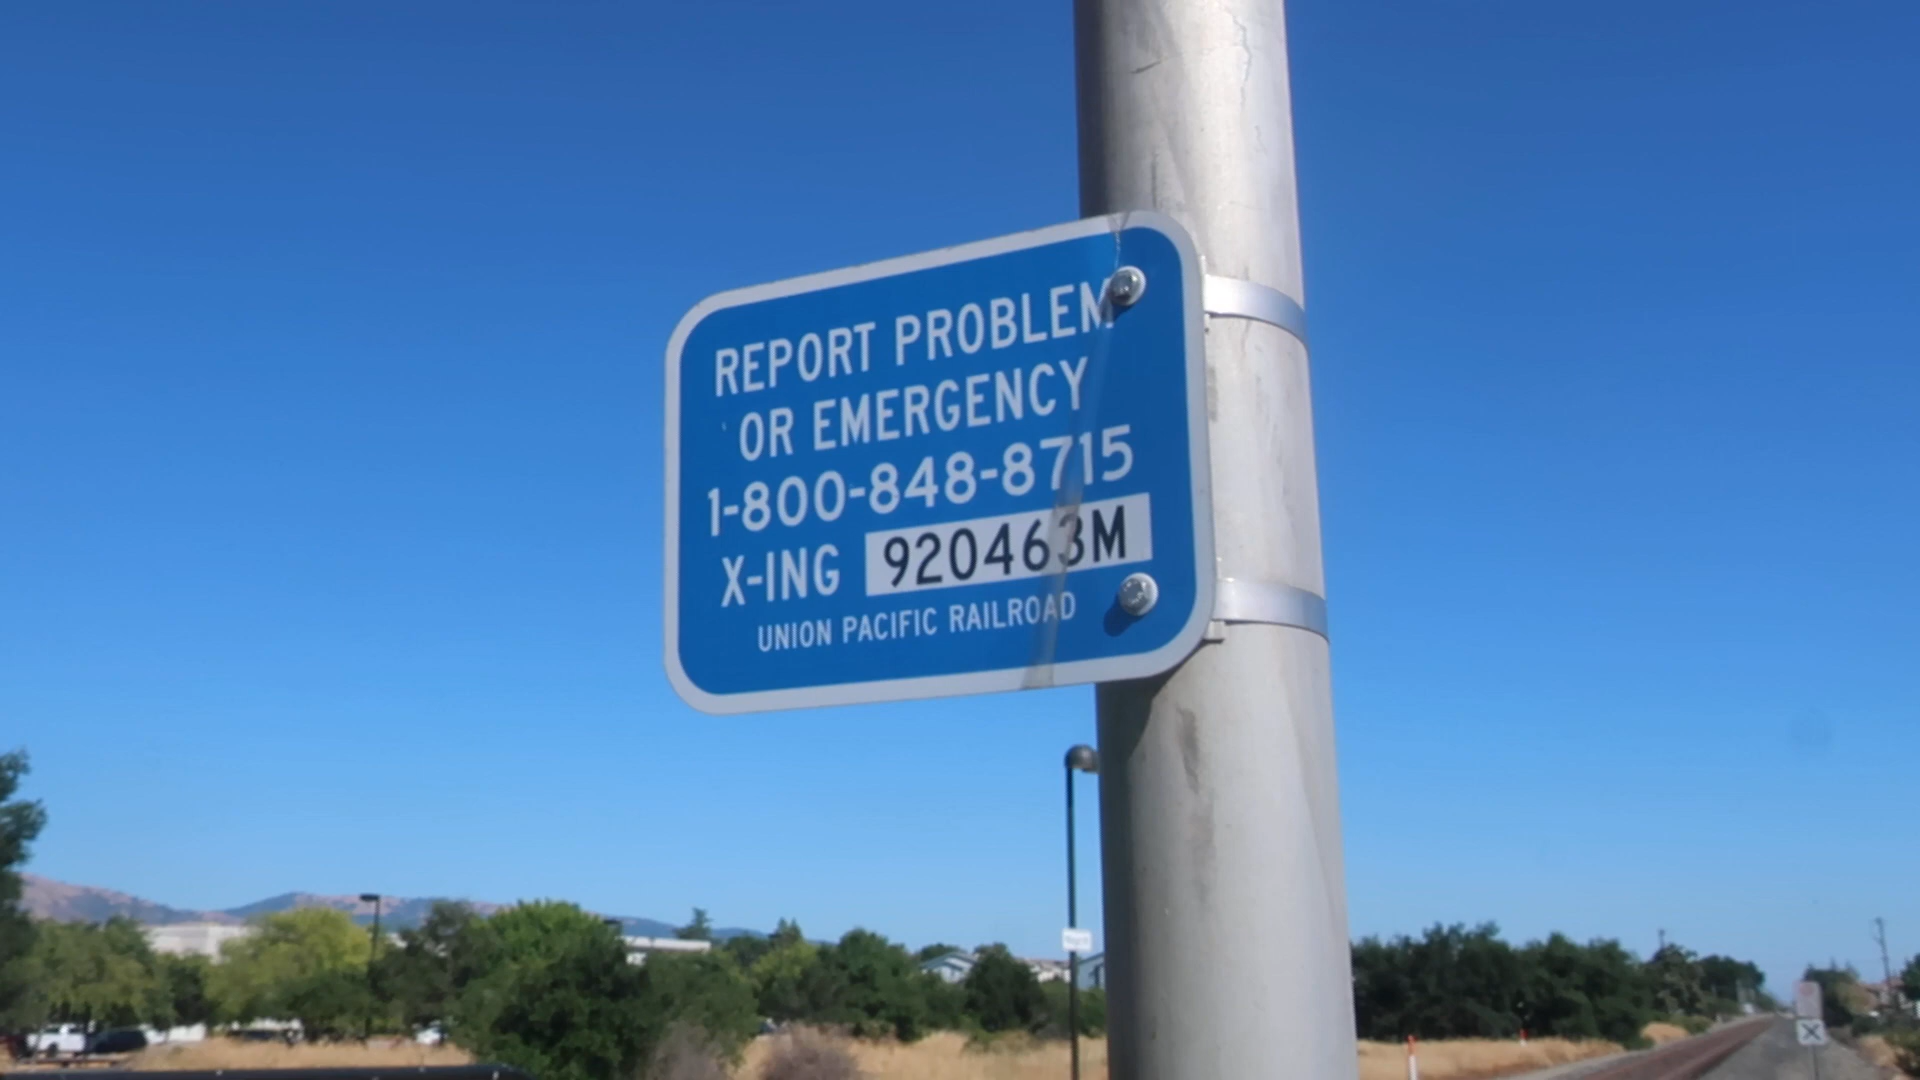 REPORT PROBLEM
OR EMERGENCY
1-800-848-8715
X-ING 920463M
UNION PACIFIC RAILROAD